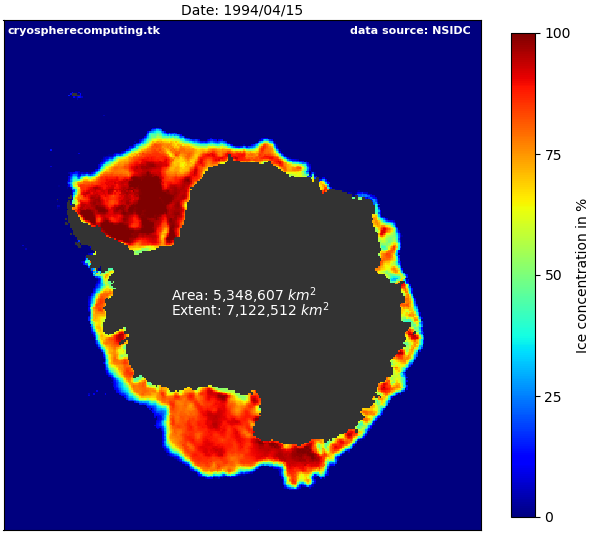 Date: 1994/04/15
cryospherecomputing.tk
data source: NSIDC
Area: 5,348,607 km²
Extent: 7,122,512 km²
100
75
50
25
0
Ice concentration in %